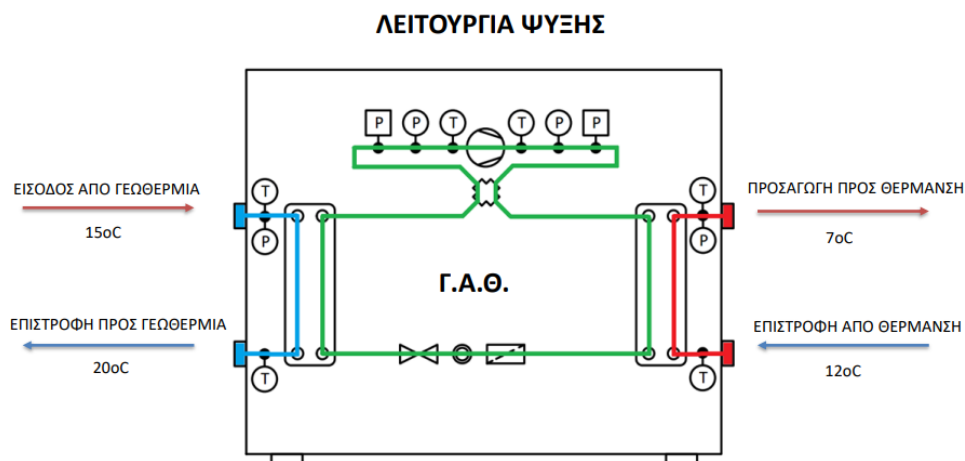 ΛΕΙΤΟΥΡΓΙΑ ΨΥΞΗΣ
P P T T P P
ΕΙΣΟΔΟΣ ΑΠΟ ΓΕΩΘΕΡΜΙΑ
T
T
ΠΡΟΣΑΓΩΓΗ ΠΡΟΣ ΘΕΡΜΑΝΣΗ
15oC
P
P
7oC
Γ.Α.Θ.
ΕΠΙΣΤΡΟΦΗ ΠΡΟΣ ΓΕΩΘΕΡΜΙΑ
ΕΠΙΣΤΡΟΦΗ ΑΠΟ ΘΕΡΜΑΝΣΗ
20oC
T
T
12oC